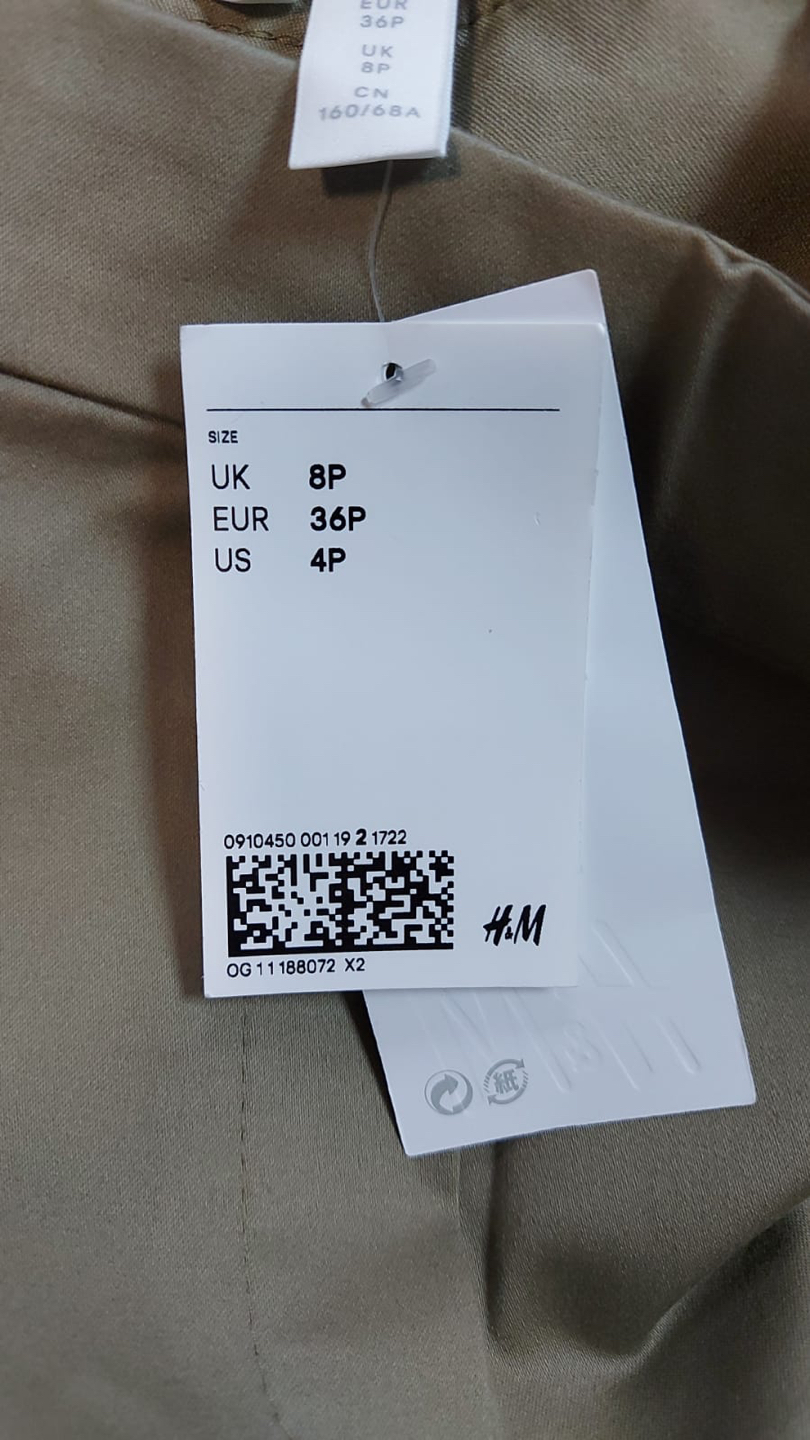 EUR
36P
UK
8P
CN
160/68A
SIZE
UK 8P
EUR 36P
US 4P
0910450 001 19 2 1722
OG 11188072 X2
H&M
紙